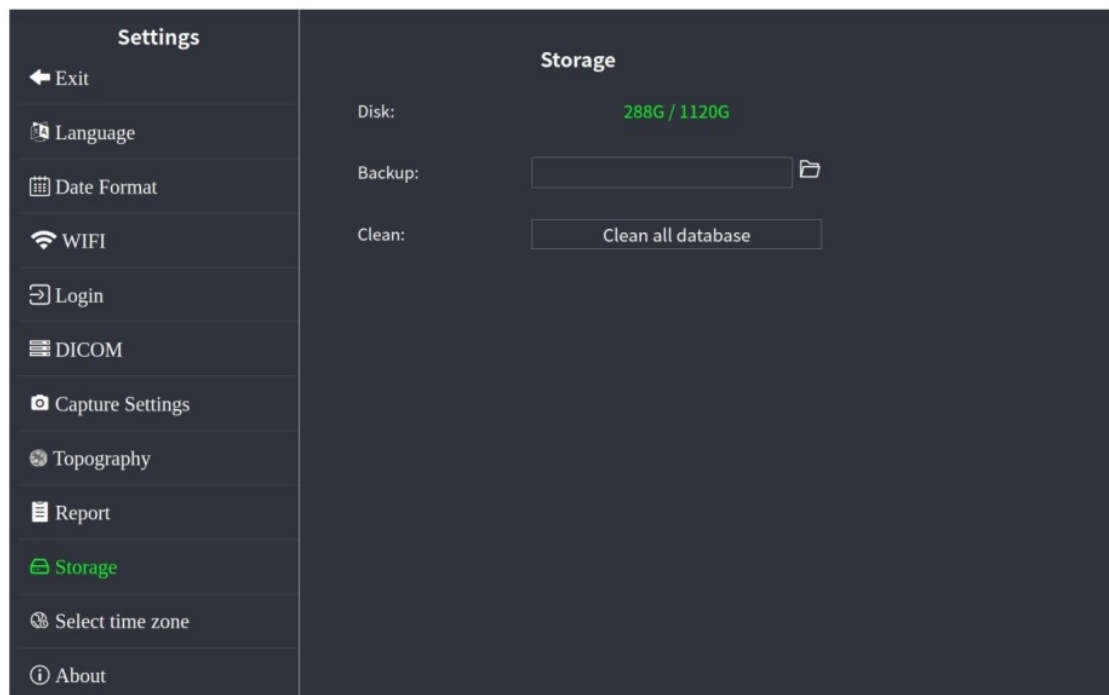 Settings
Exit
Language
Date Format
WIFI
Login
DICOM
Capture Settings
Topography
Report
Storage
Select time zone
About
Storage
Disk: 288G / 1120G
Backup:
Clean: Clean all database